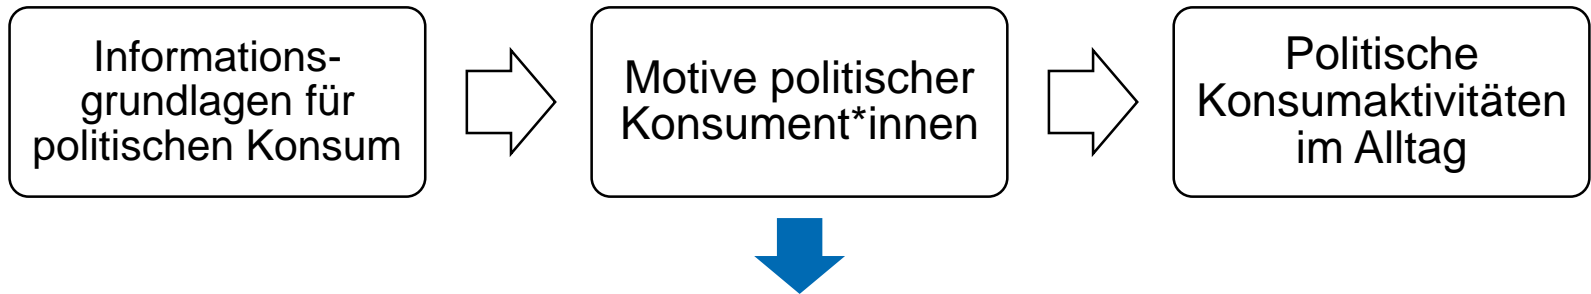 Informations-
grundlagen für
politischen Konsum
Motive politischer
Konsument*innen
Politische
Konsumaktivitäten
im Alltag